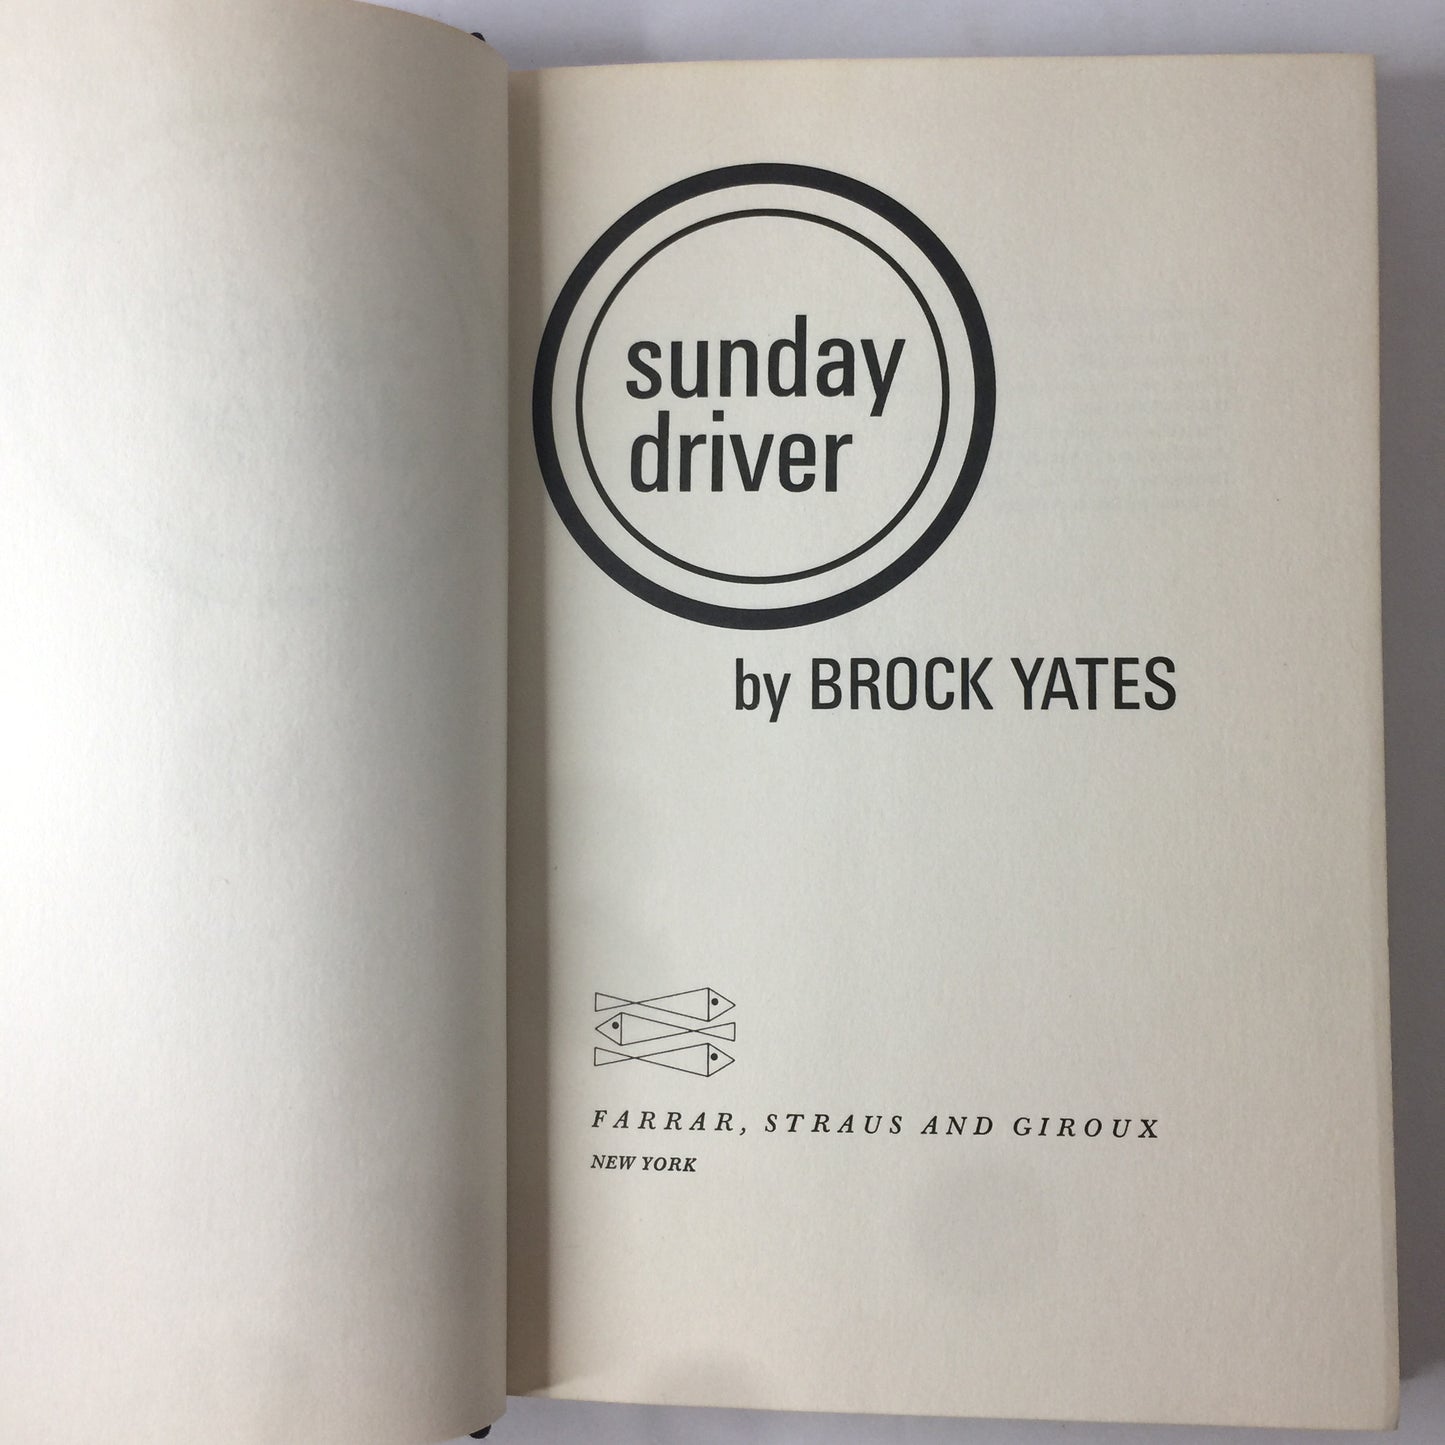 sunday
driver
by BROCK YATES
FARRAR, STRAUS AND GIROUX
NEW YORK